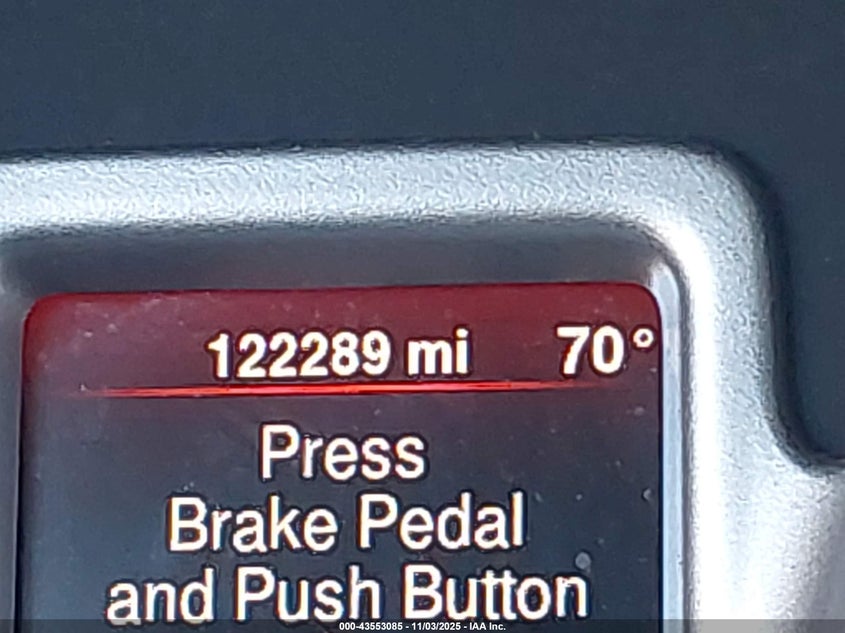 122289 mi 70°
Press
Brake Pedal
and Push Button
000-43553085 - 11/03/2025 - IAA Inc.